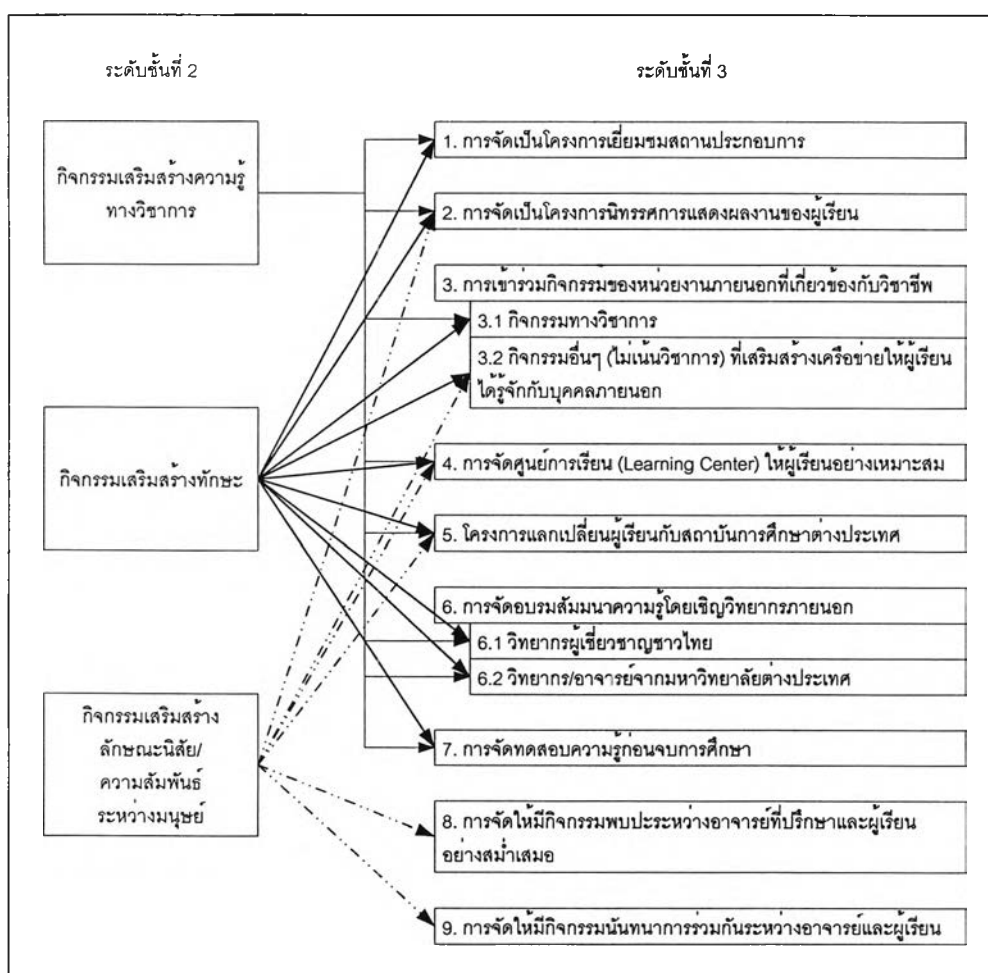 ระดับชั้นที่ 2
ระดับชั้นที่ 3
กิจกรรมเสริมสร้างความรู้
ทางวิชาการ
กิจกรรมเสริมสร้างทักษะ
กิจกรรมเสริมสร้าง
ลักษณะนิสัย/
ความสัมพันธ์
ระหว่างมนุษย์
1. การจัดเป็นโครงการเยี่ยมชมสถานประกอบการ
2. การจัดเป็นโครงการนิทรรศการแสดงผลงานของผู้เรียน
3. การเข้าร่วมกิจกรรมของหน่วยงานภายนอกที่เกี่ยวข้องกับวิชาชีพ
3.1 กิจกรรมทางวิชาการ
3.2 กิจกรรมอื่นๆ (ไม่เน้นวิชาการ) ที่เสริมสร้างเครือข่ายให้ผู้เรียน
ได้รู้จักกับบุคคลภายนอก
4. การจัดศูนย์การเรียน (Learning Center) ให้ผู้เรียนอย่างเหมาะสม
5. โครงการแลกเปลี่ยนผู้เรียนกับสถาบันการศึกษาต่างประเทศ
6. การจัดอบรมสัมมนาความรู้โดยเชิญวิทยากรภายนอก
6.1 วิทยากรผู้เชี่ยวชาญชาวไทย
6.2 วิทยากร/อาจารย์จากมหาวิทยาลัยต่างประเทศ
7. การจัดทดสอบความรู้ก่อนจบการศึกษา
8. การจัดให้มีกิจกรรมพบปะระหว่างอาจารย์ที่ปรึกษาและผู้เรียน
อย่างสม่ำเสมอ
9. การจัดให้มีกิจกรรมนันทนาการร่วมกันระหว่างอาจารย์และผู้เรียน